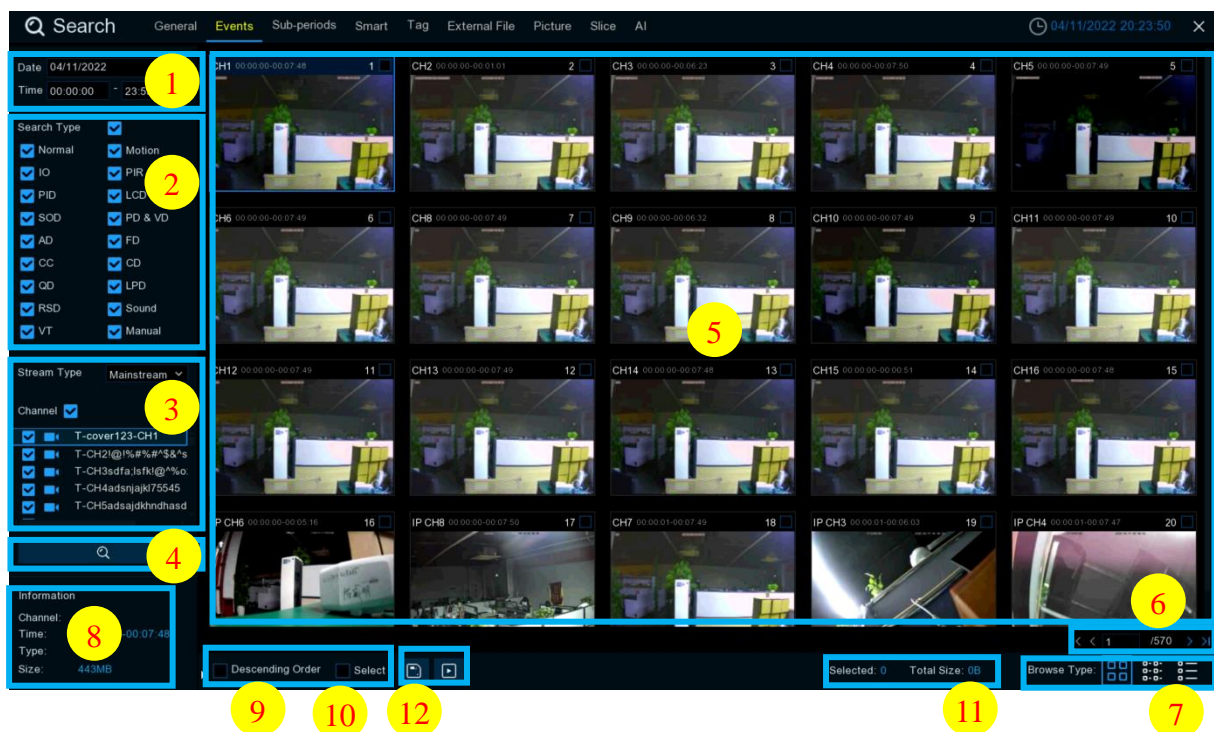 Search General Events Sub-periods Smart Tag External File Picture Slice AI 04/11/2022 20:23:50
Date 04/11/2022
Time 00:00:00 - 23:5
1
Search Type
Normal Motion
IO PIR
PID LCD
SOD PD & VD
AD FD
CC CD
QD LPD
RSD Sound
VT Manual
2
Stream Type Mainstream
Channel
T-cover123-CH1
T-CH2!@!%#%#^$&^s
T-CH3sdfa;lsfk!@^%o:
T-CH4adsnjajkl75545
T-CH5adsajdkhndhasd
3
4
Information
Channel:
Time: -00:07:48
Type:
Size: 443MB
8
CH1 00:00:00-00:07:48 1
CH2 00:00:00-00:01:01 2
CH3 00:00:00-00:06:23 3
CH4 00:00:00-00:07:50 4
CH5 00:00:00-00:07:49 5
CH6 00:00:00-00:07:49 6
CH8 00:00:00-00:07:49 7
CH9 00:00:00-00:06:32 8
CH10 00:00:00-00:07:49 9
CH11 00:00:00-00:07:49 10
5
CH12 00:00:00-00:07:49 11
CH13 00:00:00-00:07:49 12
CH14 00:00:00-00:07:48 13
CH15 00:00:00-00:00:51 14
CH16 00:00:00-00:07:48 15
IP CH6 00:00:00-00:05:16 16
IP CH8 00:00:00-00:07:50 17
CH7 00:00:01-00:07:49 18
IP CH3 00:00:01-00:06:03 19
IP CH4 00:00:01-00:07:47 20
6
1 /570
Descending Order Select
Selected: 0 Total Size: 0B
Browse Type:
9
10
12
11
7